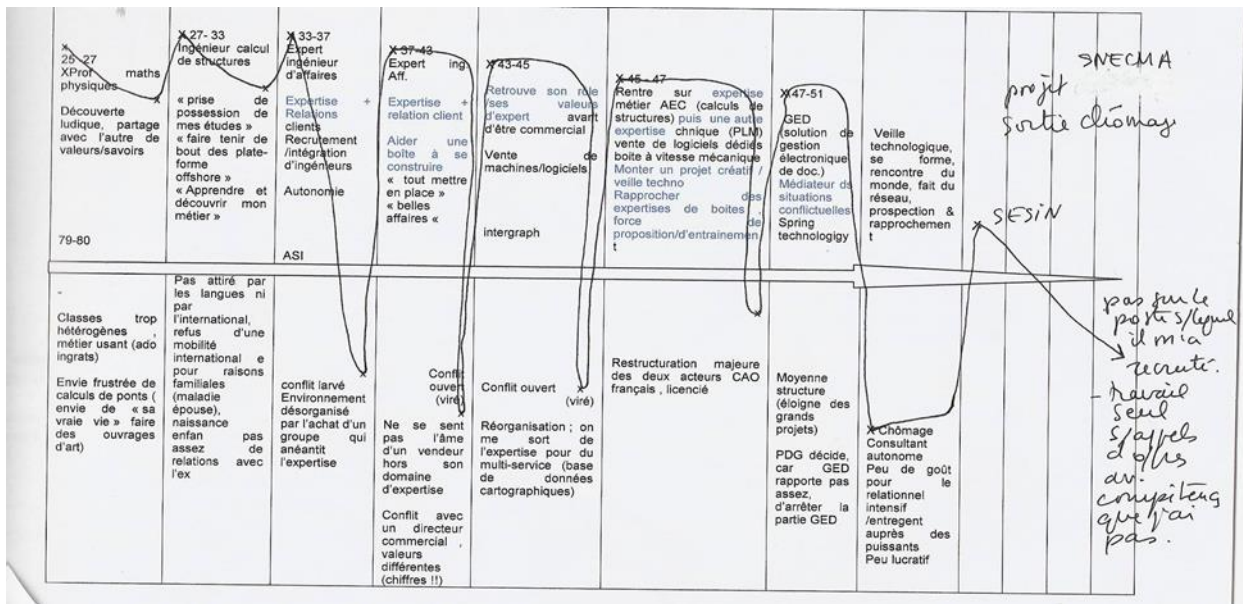 25 -27
XProf maths
physiques
Découverte
ludique, partage
avec l'autre de
valeurs/savoirs
79-80
X 27- 33
Ingénieur calcul
de structures
« prise de
possession de
mes études »
« faire tenir de
bout des plate-
forme
offshore »
« Apprendre et
découvrir mon
métier »
X 33-37
Expert
ingénieur
d'affaires
Expertise +
Relations
clients
Recrutement
/intégration
d'ingénieurs
Autonomie
ASI
X 37-43
Expert ing
Aff.
Expertise +
relation client
Aider une
boîte à se
construire
« tout mettre
en place »
« belles
affaires «
X 43-45
Retrouve son role
/ses valeurs
d'expert avant
d'être commercial
Vente de
machines/logiciels
intergraph
X 45 - 47
Rentre sur expertise
métier AEC (calculs de
structures) puis une autre
expertise chnique (PLM)
vente de logiciels dédiés
boite à vitesse mécanique
Monter un projet créatif /
veille techno
Rapprocher des
expertises de boites ,
force de
proposition/d'entrainemen
t
X47-51
GED
(solution de
gestion
électronique
de doc.)
Médiateur ds
situations
conflictuelles
Spring
technologigy
Veille
technologique,
se forme,
rencontre du
monde, fait du
réseau,
prospection &
rapprochemen
t
SESIN
SNECMA
projet
sortie chômage
-
Classes trop
hétérogènes ,
métier usant (ado
ingrats)
Envie frustrée de
calculs de ponts (
envie de « sa
vraie vie » faire
des ouvrages
d'art)
Pas attiré par
les langues ni
par
l'international,
refus d'une
mobilité
international e
pour raisons
familiales
(maladie
épouse),
naissance
enfan pas
assez de
relations avec
l'ex
conflit larvé
Environnement
désorganisé
par l'achat d'un
groupe qui
anéantit
l'expertise
Conflit
ouvert
(viré)
Ne se sent
pas l'âme
d'un vendeur
hors son
domaine
d'expertise
Conflit avec
un directeur
commercial ,
valeurs
différentes
(chiffres !!)
Conflit ouvert
(viré)
Réorganisation ; on
me sort de
l'expertise pour du
multi-service (base
de données
cartographiques)
Restructuration majeure
des deux acteurs CAO
français , licencié
Moyenne
structure
(éloigne des
grands
projets)
PDG décide,
car GED
rapporte pas
assez,
d'arrêter la
partie GED
X Chômage
Consultant
autonome
Peu de goût
pour le
relationnel
intensif
/entregent
auprès des
puissants
Peu lucratif
pas sur le
poste s/lequel
il m'a
recruté.
- travail
seul
s/appels
d'offres
av.
compétences
que j'ai
pas.